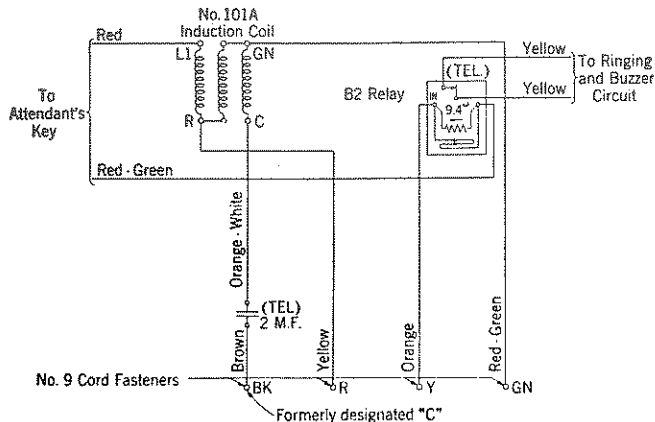 No. 101A
Induction Coil
Red
L1
GN
Yellow
(TEL.)
To Ringing
and Buzzer
Circuit
Yellow
B2 Relay
IN
9.4ω
To
Attendant's
Key
R
C
Red - Green
Orange - White
(TEL)
2 M.F.
Brown
Yellow
Orange
Red - Green
No. 9 Cord Fasteners
BK
R
Y
GN
Formerly designated "C"